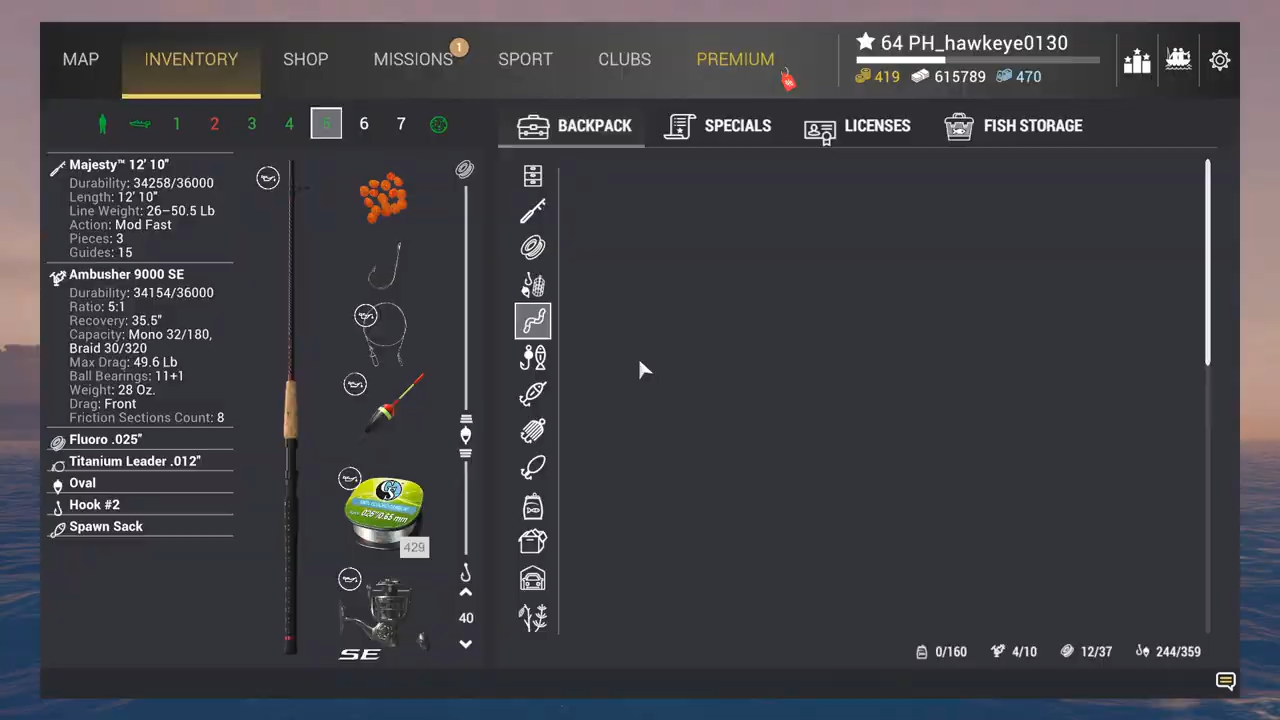 MAP
INVENTORY
SHOP
MISSIONS
1
SPORT
CLUBS
PREMIUM
%
64 PH_hawkeye0130
419
615789
470
1
2
3
4
5
6
7
BACKPACK
SPECIALS
LICENSES
FISH STORAGE
Majesty™ 12' 10"
Durability: 34258/36000
Length: 12' 10"
Line Weight: 26–50.5 Lb
Action: Mod Fast
Pieces: 3
Guides: 15
Ambusher 9000 SE
Durability: 34154/36000
Ratio: 5:1
Recovery: 35.5"
Capacity: Mono 32/180,
Braid 30/320
Max Drag: 49.6 Lb
Ball Bearings: 11+1
Weight: 28 Oz.
Drag: Front
Friction Sections Count: 8
Fluoro .025"
Titanium Leader .012"
Oval
Hook #2
Spawn Sack
.026"/0.65 mm
429
SE
40
0/160
4/10
12/37
244/359